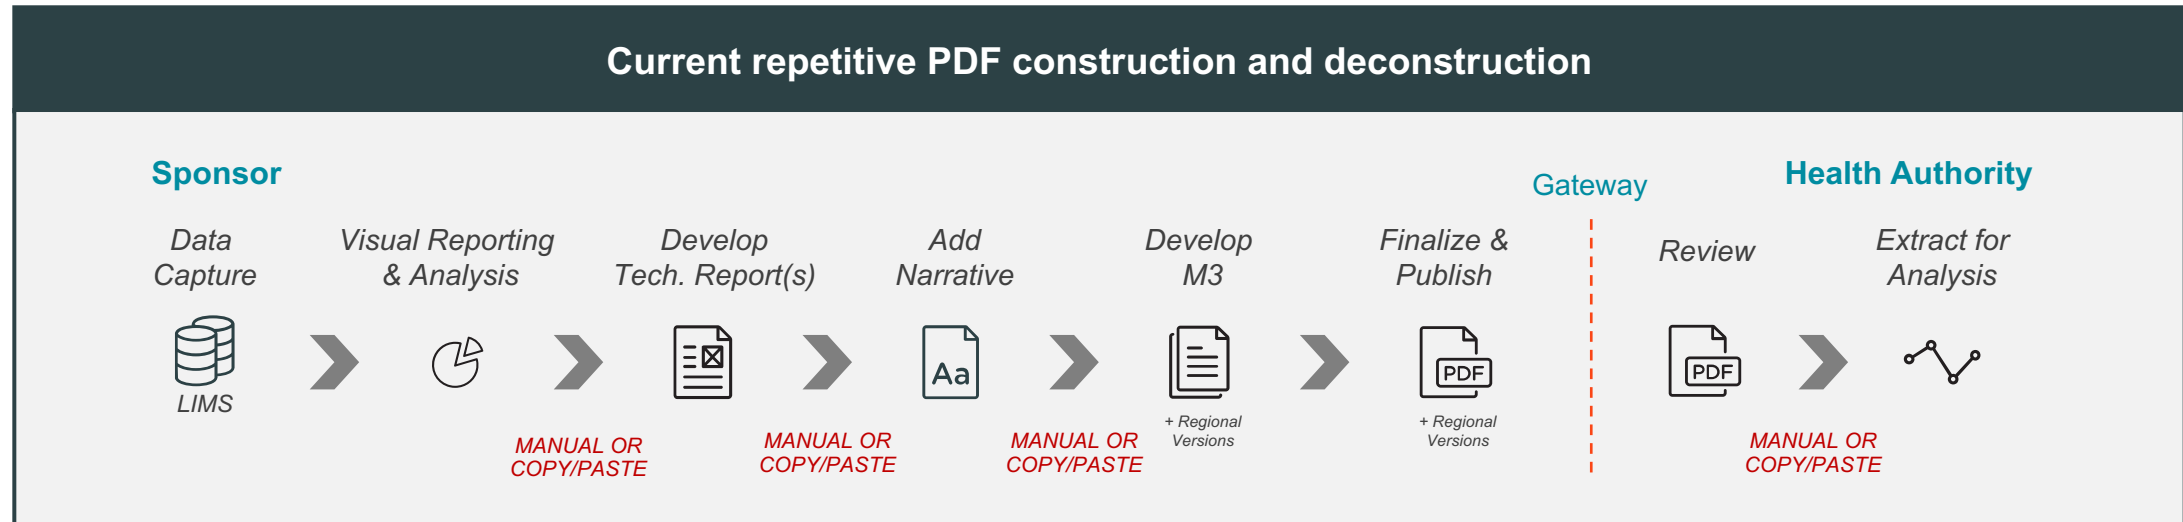 Current repetitive PDF construction and deconstruction
Sponsor
Gateway
Health Authority
Data
Capture
LIMS
Visual Reporting
& Analysis
MANUAL OR
COPY/PASTE
Develop
Tech. Report(s)
MANUAL OR
COPY/PASTE
Add
Narrative
Aa
MANUAL OR
COPY/PASTE
Develop
M3
+ Regional
Versions
Finalize &
Publish
PDF
+ Regional
Versions
Review
PDF
MANUAL OR
COPY/PASTE
Extract for
Analysis